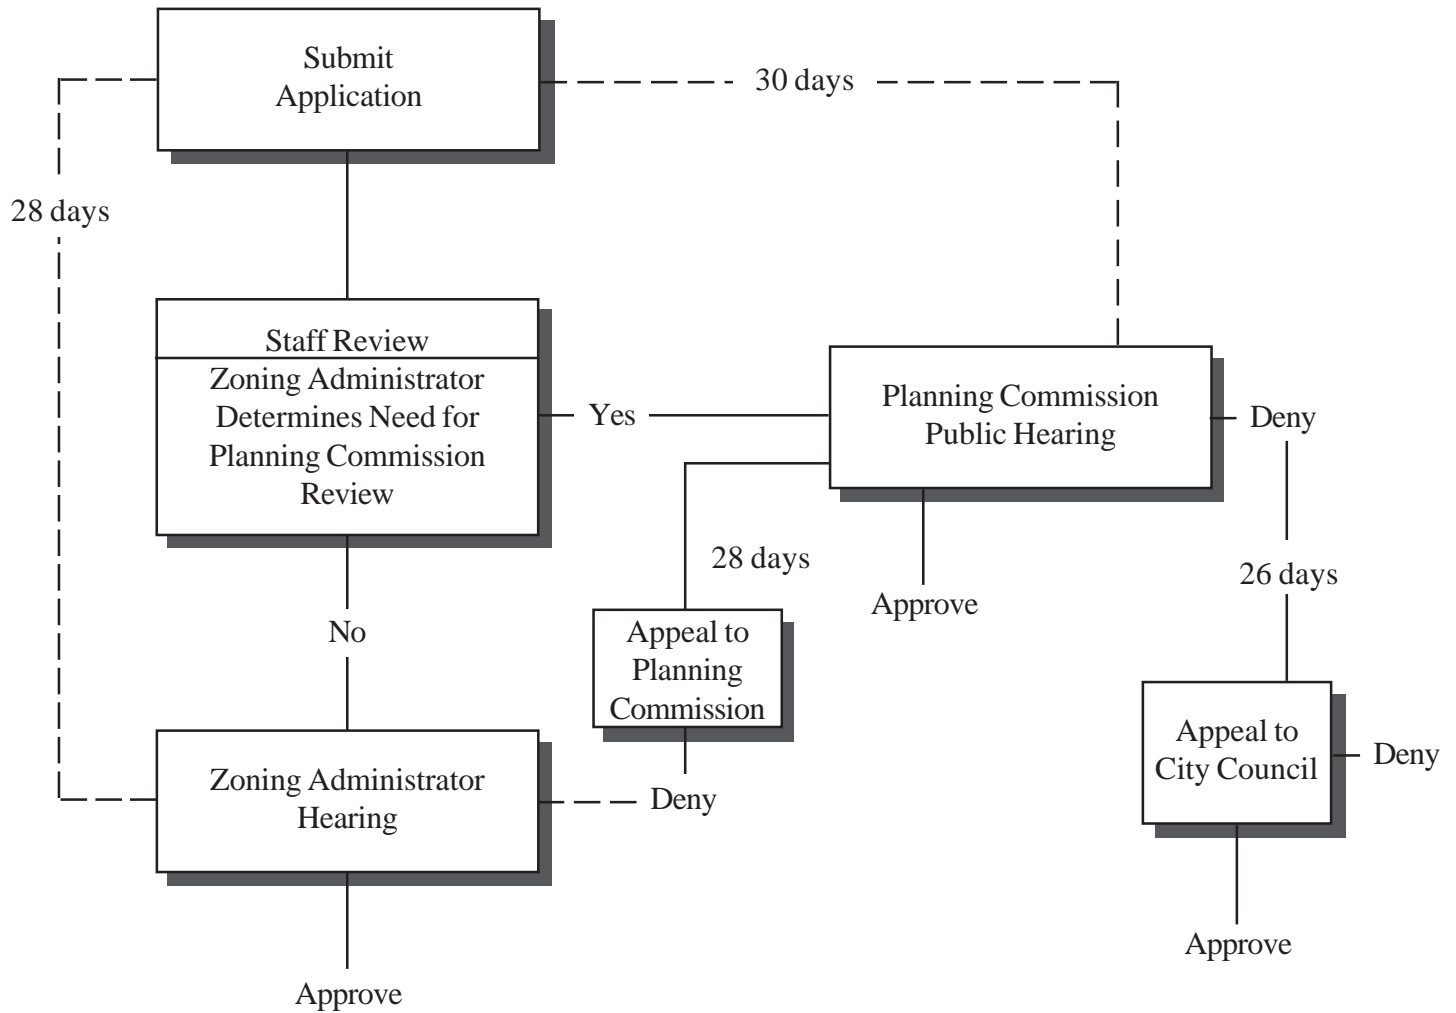 Submit
Application
30 days
28 days
Staff Review
Zoning Administrator
Determines Need for
Planning Commission
Review
Yes
Planning Commission
Public Hearing
Deny
28 days
Approve
26 days
No
Appeal to
Planning
Commission
Appeal to
City Council
Deny
Zoning Administrator
Hearing
Deny
Approve
Approve